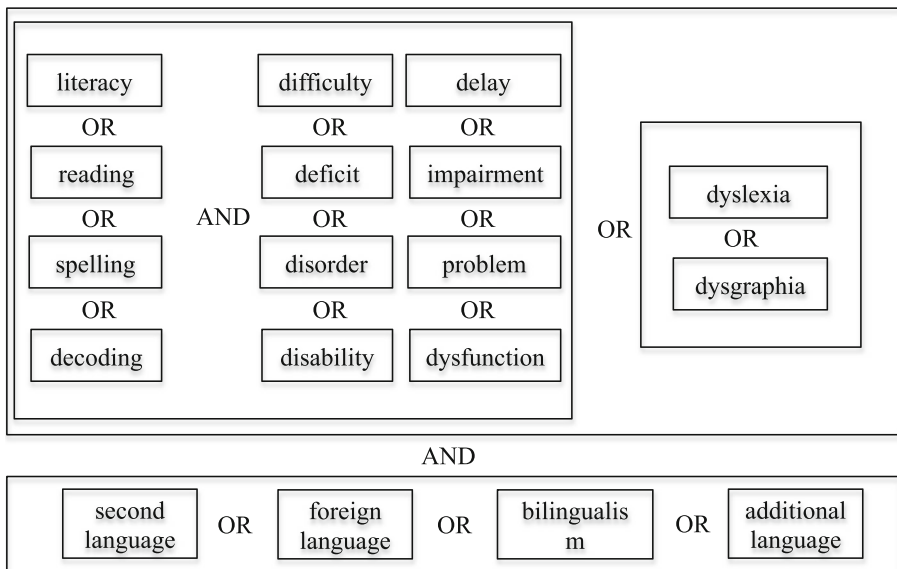 literacy difficulty delay
OR OR OR
reading deficit impairment
OR AND OR OR
spelling disorder problem
OR OR OR
decoding disability dysfunction
OR
dyslexia
OR
dysgraphia
AND
second language OR foreign language OR bilingualis
m OR additional language